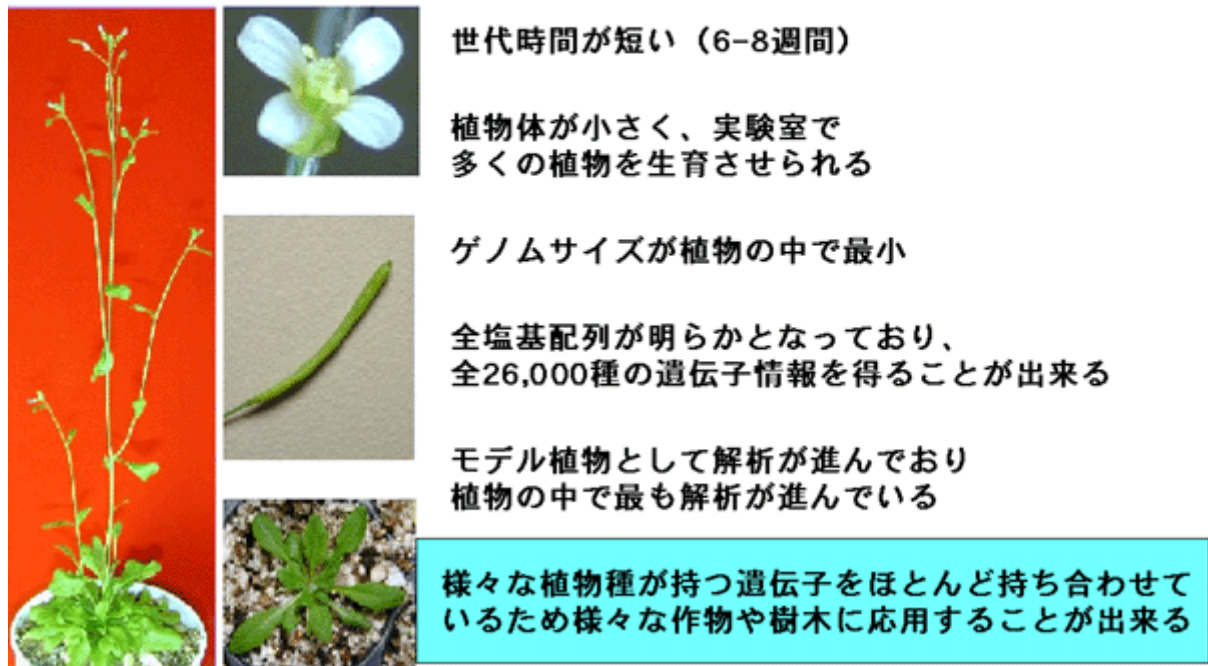 世代時間が短い（6-8週間）
植物体が小さく、実験室で
多くの植物を生育させられる
ゲノムサイズが植物の中で最小
全塩基配列が明らかとなっており、
全26,000種の遺伝子情報を得ることが出来る
モデル植物として解析が進んでおり
植物の中で最も解析が進んでいる
様々な植物種が持つ遺伝子をほとんど持ち合わせて
いるため様々な作物や樹木に応用することが出来る